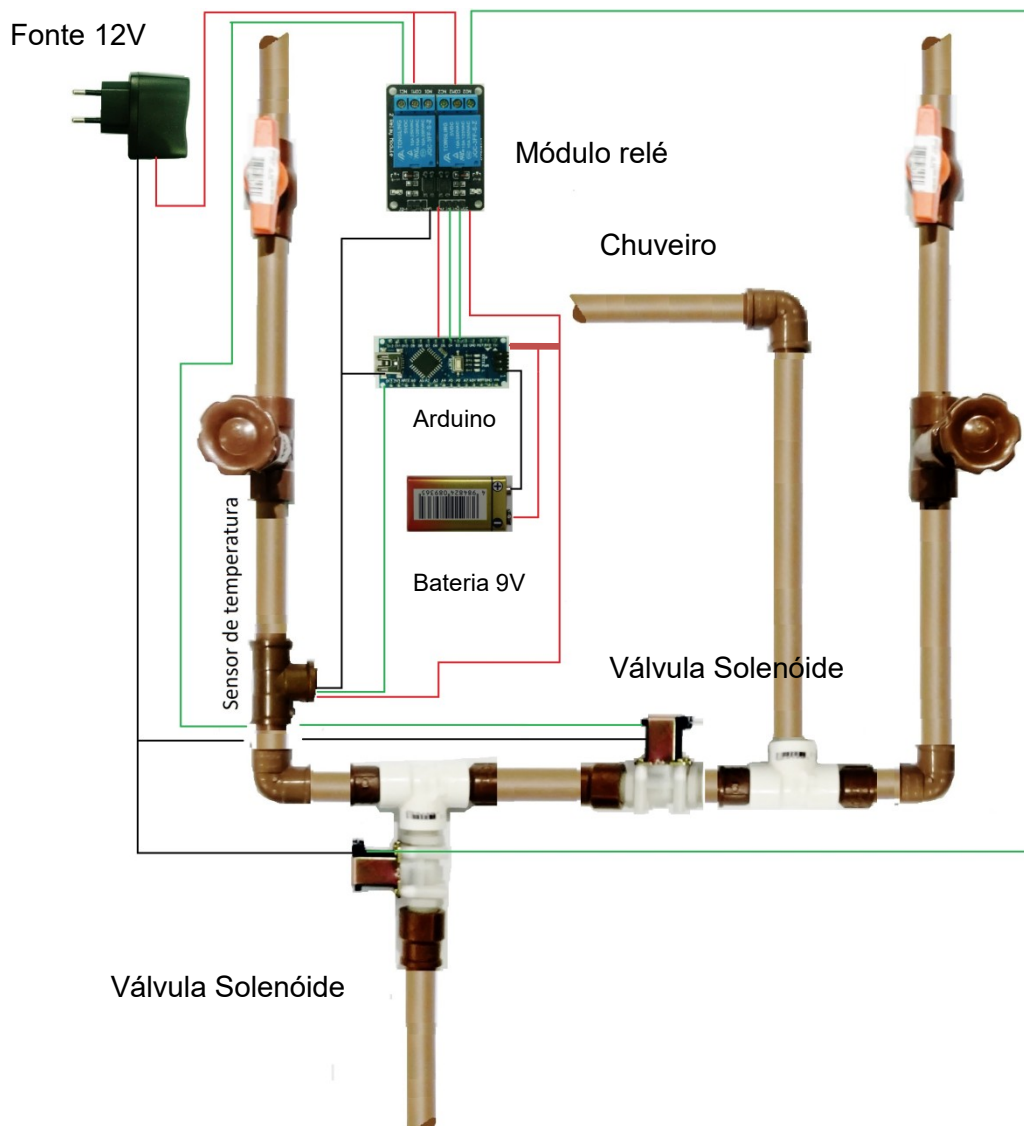 Fonte 12V
Módulo relé
Chuveiro
Arduino
Sensor de temperatura
Bateria 9V
Válvula Solenóide
Válvula Solenóide